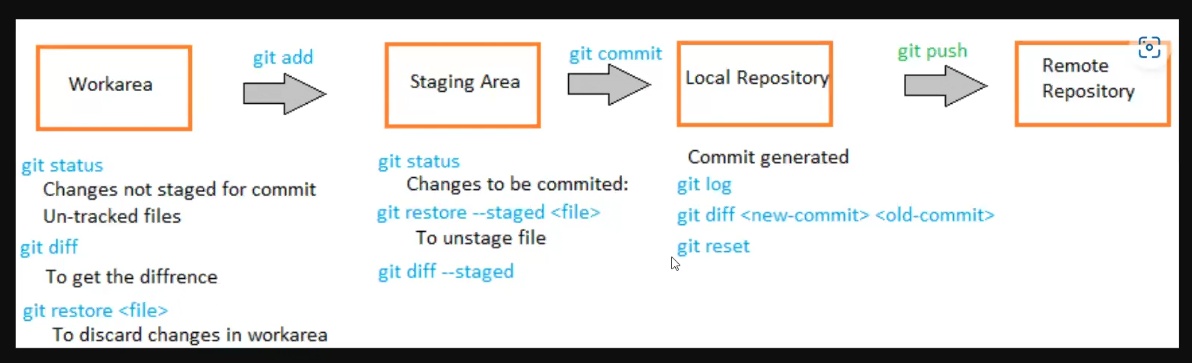 Workarea
git add
Staging Area
git commit
Local Repository
git push
Remote
Repository
git status
Changes not staged for commit
Un-tracked files
git diff
To get the diffrence
git restore <file>
To discard changes in workarea
git status
Changes to be commited:
git restore --staged <file>
To unstage file
git diff --staged
Commit generated
git log
git diff <new-commit> <old-commit>
git reset